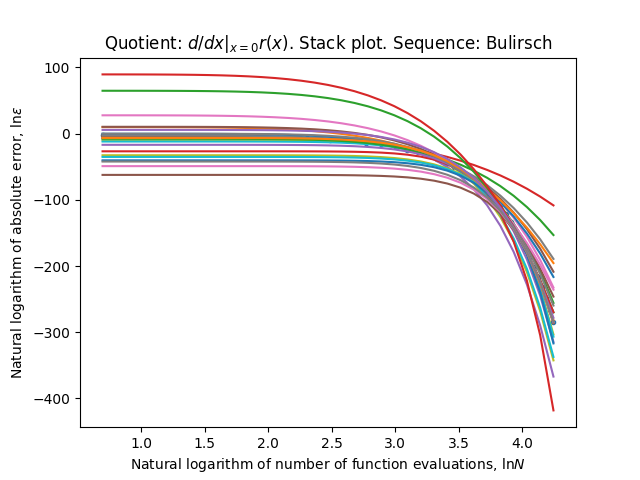 Quotient: d/dx|ₓ₌₀r(x). Stack plot. Sequence: Bulirsch
Natural logarithm of absolute error, lnε
100
0
−100
−200
−300
−400
1.0 1.5 2.0 2.5 3.0 3.5 4.0
Natural logarithm of number of function evaluations, lnN